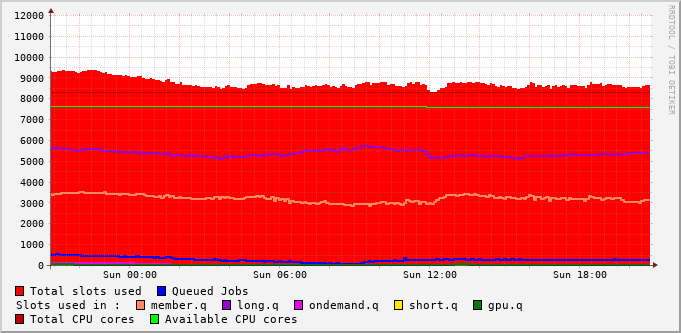 12000
11000
10000
9000
8000
7000
6000
5000
4000
3000
2000
1000
0
Sun 00:00 Sun 06:00 Sun 12:00 Sun 18:00
RRDTOOL / TOBI OETIKER
Total slots used Queued Jobs
Slots used in : member.q long.q ondemand.q short.q gpu.q
Total CPU cores Available CPU cores